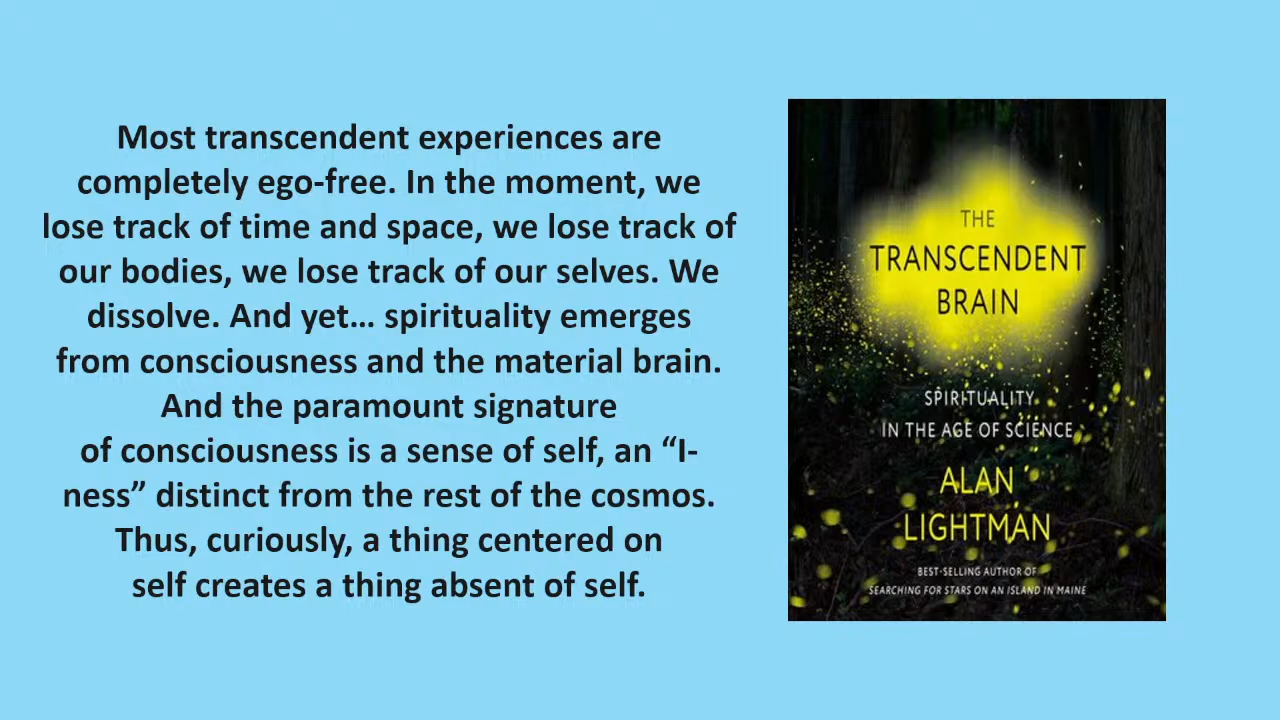 Most transcendent experiences are
completely ego-free. In the moment, we
lose track of time and space, we lose track of
our bodies, we lose track of our selves. We
dissolve. And yet… spirituality emerges
from consciousness and the material brain.
And the paramount signature
of consciousness is a sense of self, an “I-
ness” distinct from the rest of the cosmos.
Thus, curiously, a thing centered on
self creates a thing absent of self.
THE
TRANSCENDENT
BRAIN
SPIRITUALITY
IN THE AGE OF SCIENCE
ALAN
LIGHTMAN
BEST-SELLING AUTHOR OF
SEARCHING FOR STARS ON AN ISLAND IN MAINE